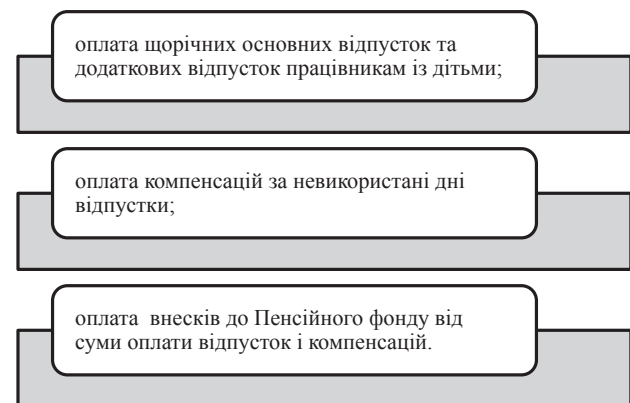 оплата щорічних основних відпусток та
додаткових відпусток працівникам із дітьми;
оплата компенсацій за невикористані дні
відпустки;
оплата  внесків до Пенсійного фонду від
суми оплати відпусток і компенсацій.